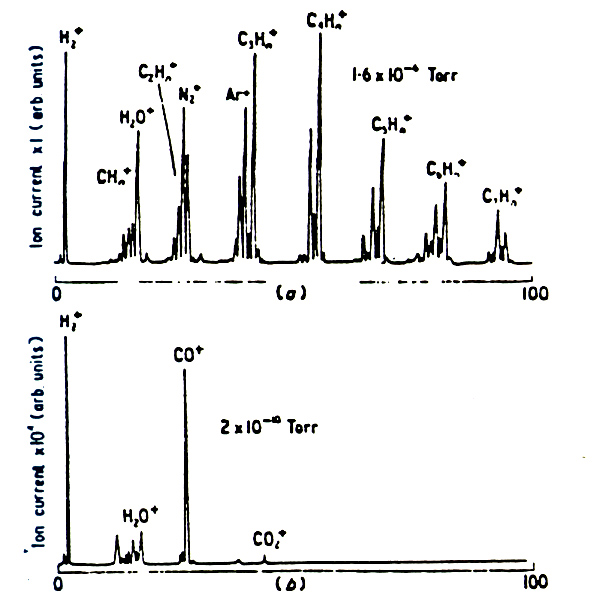 C₄Hₙ⁺
H₂⁺
C₃Hₙ⁺
C₂Hₙ⁺
1·6 x 10⁻⁶ Torr
N₂⁺
Ar⁺
H₂O⁺
C₅Hₙ⁺
CHₙ⁺
C₆Hₙ⁺
C₇Hₙ⁺
Ion current x1 (arb units)
0
(a)
100
H₂⁺
CO⁺
2 x 10⁻¹⁰ Torr
H₂O⁺
CO₂⁺
Ion current x10⁴ (arb. units)
0
(b)
100